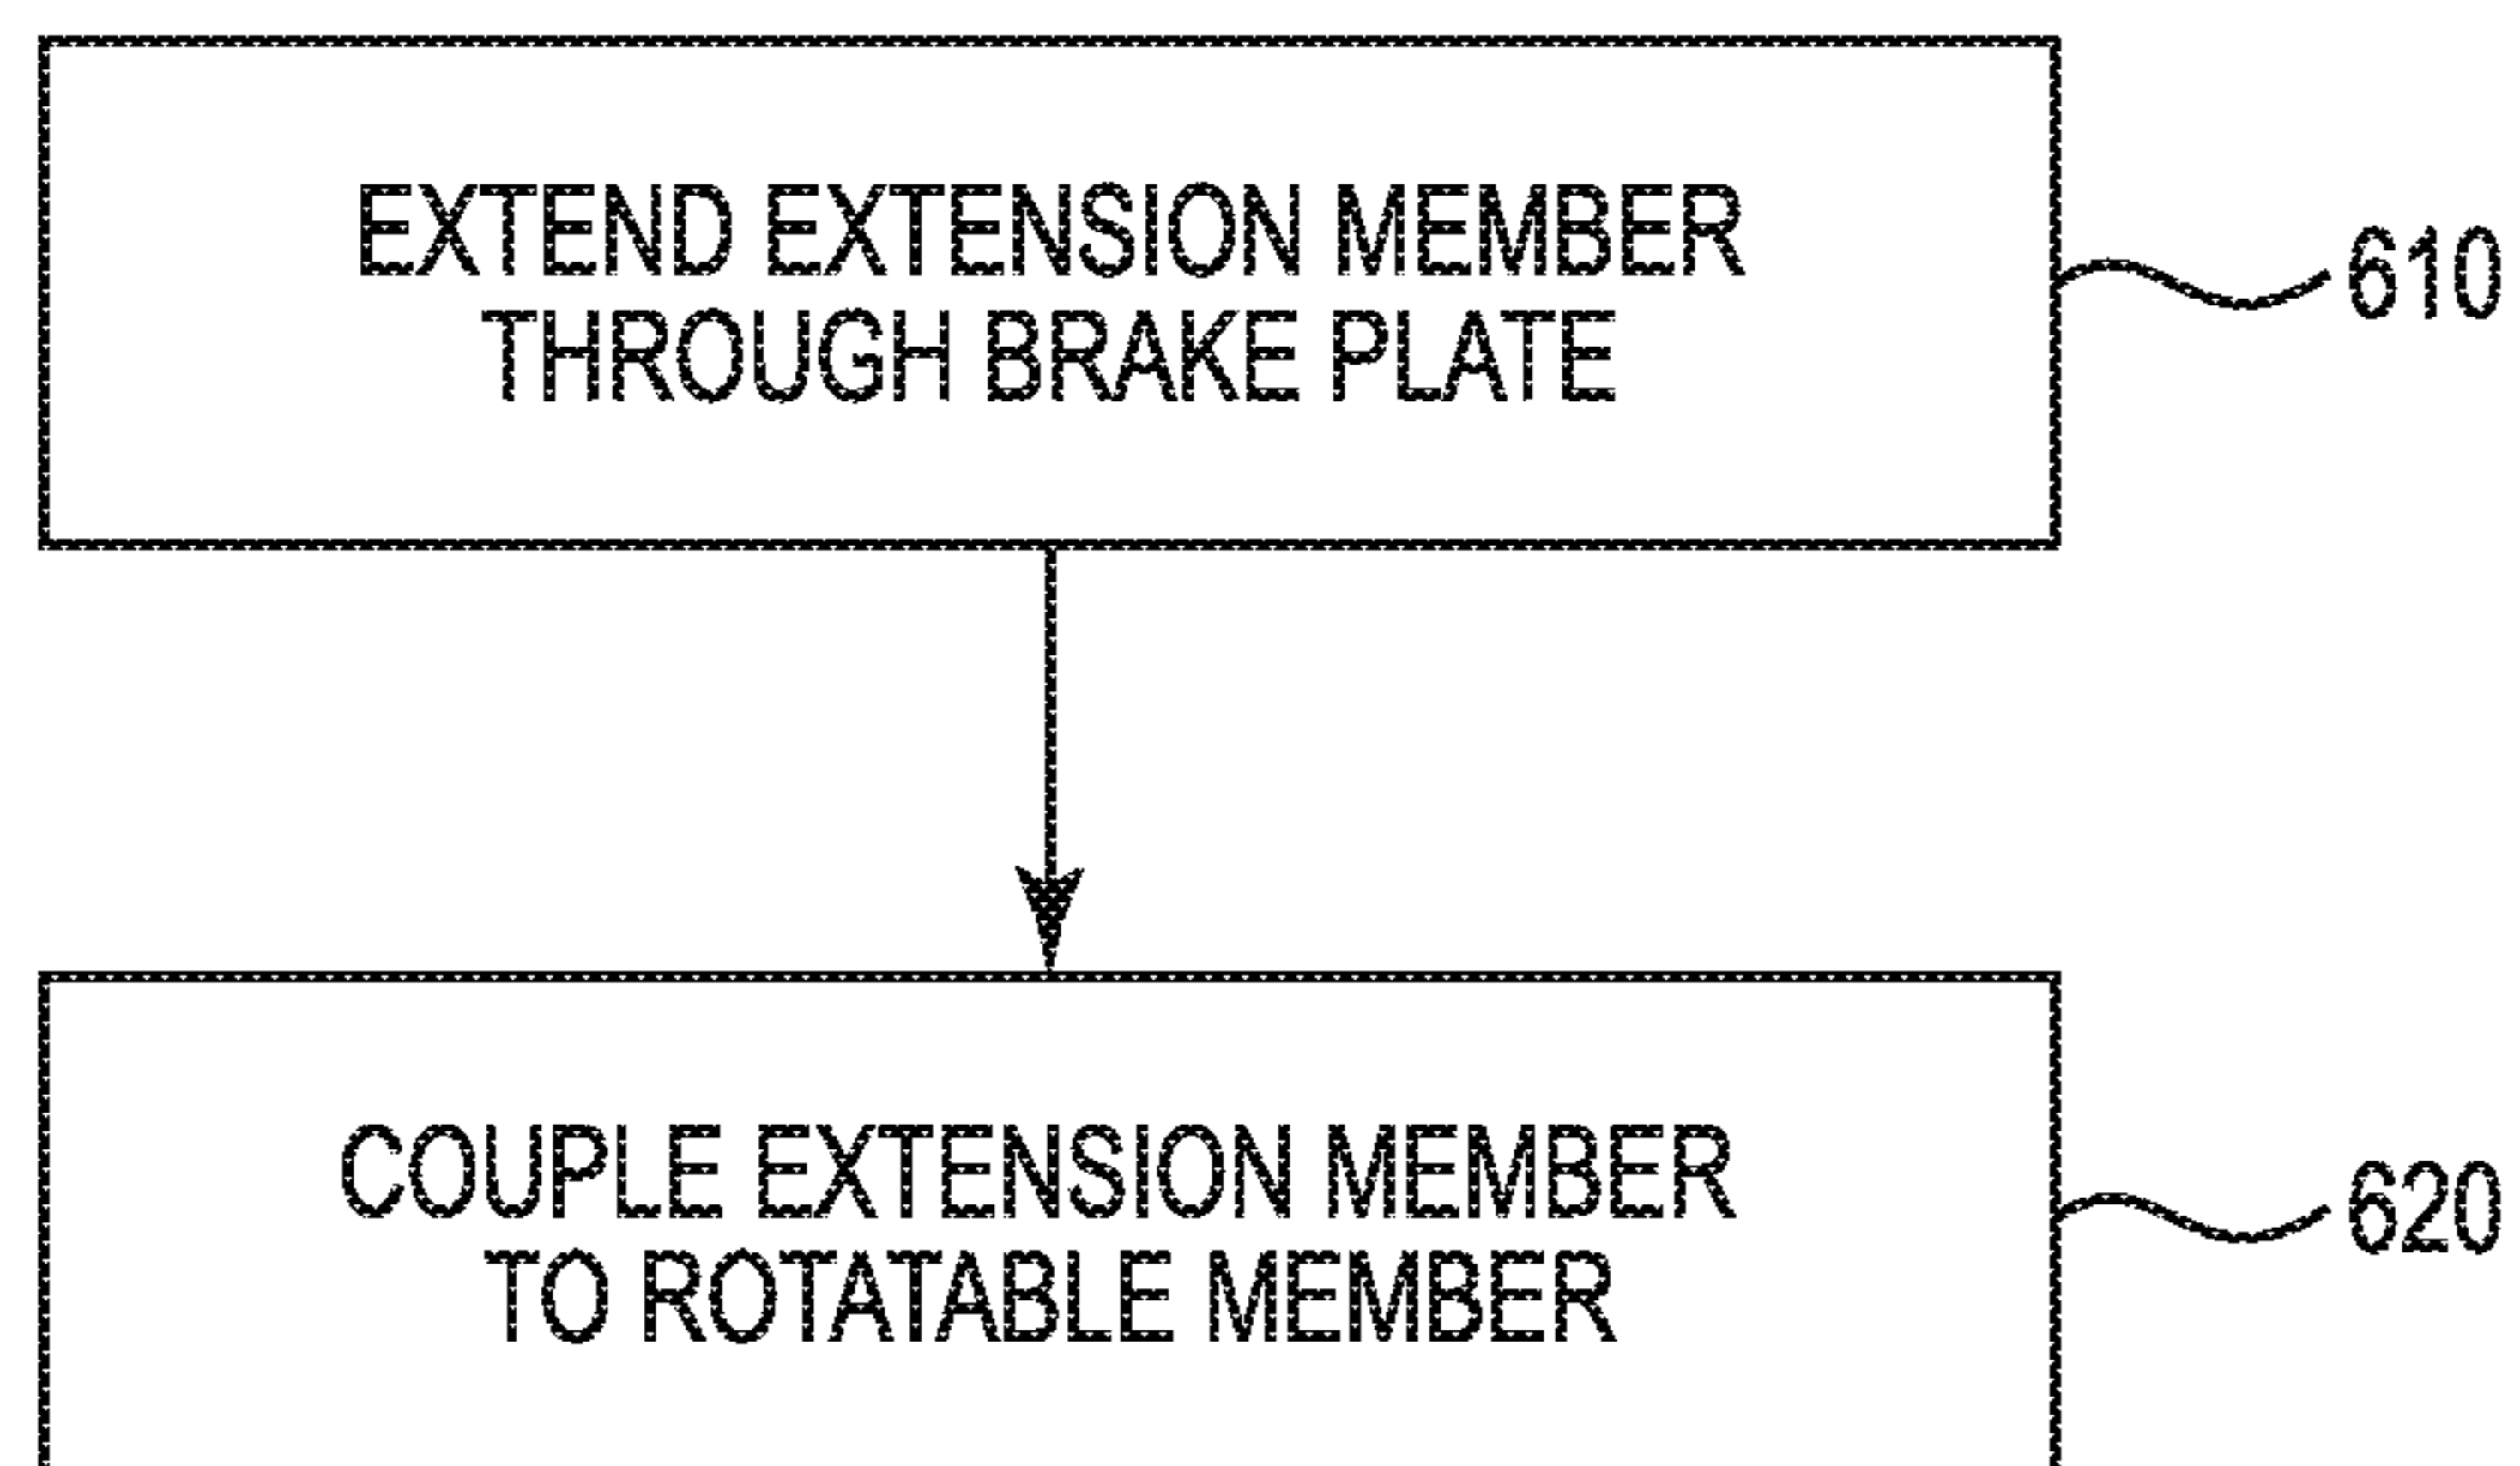 EXTEND EXTENSION MEMBER
THROUGH BRAKE PLATE
610
COUPLE EXTENSION MEMBER
TO ROTATABLE MEMBER
620